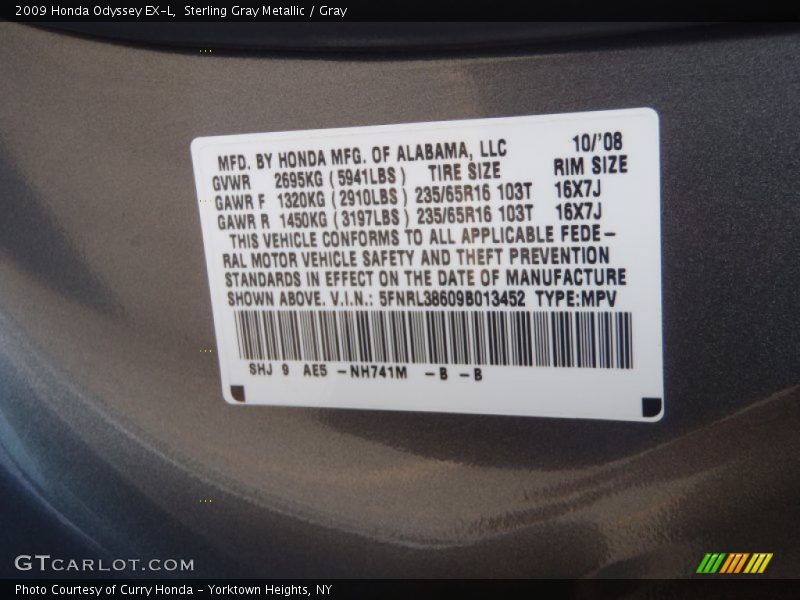 2009 Honda Odyssey EX-L, Sterling Gray Metallic / Gray
10/'08
MFD. BY HONDA MFG. OF ALABAMA, LLC
GVWR 2695KG (5941LBS) TIRE SIZE RIM SIZE
GAWR F 1320KG (2910LBS) 235/65R16 103T 16X7J
GAWR R 1450KG (3197LBS) 235/65R16 103T 16X7J
THIS VEHICLE CONFORMS TO ALL APPLICABLE FEDE-
RAL MOTOR VEHICLE SAFETY AND THEFT PREVENTION
STANDARDS IN EFFECT ON THE DATE OF MANUFACTURE
SHOWN ABOVE. V.I.N.: 5FNRL38609B013452 TYPE:MPV
SHJ 9 AE5 -NH741M -B -B
GTCARLOT.COM
Photo Courtesy of Curry Honda - Yorktown Heights, NY